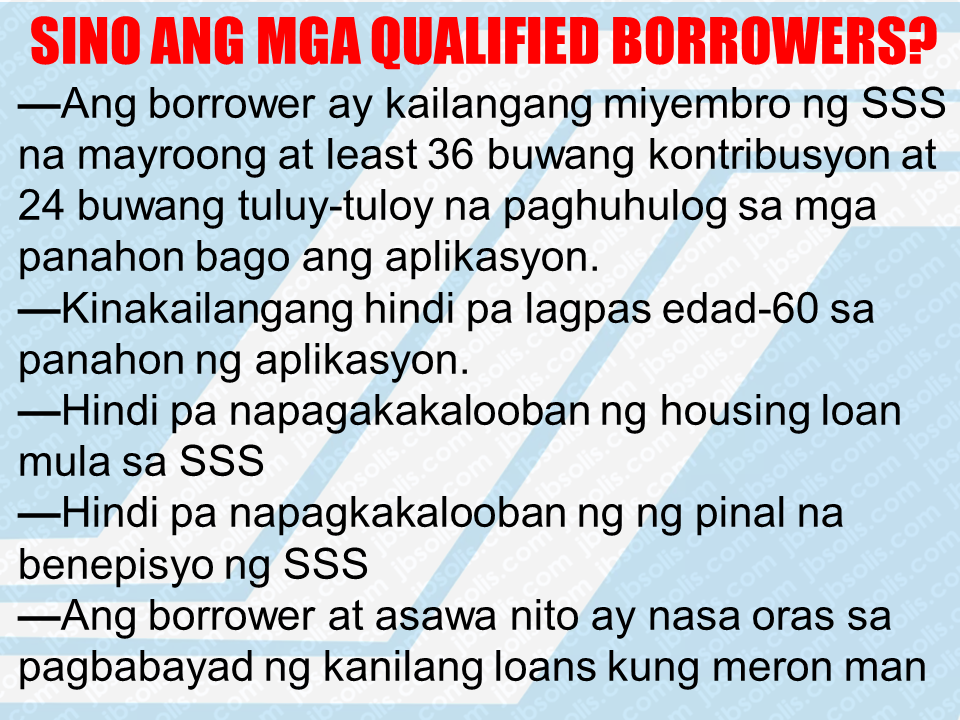 SINO ANG MGA QUALIFIED BORROWERS?
—Ang borrower ay kailangang miyembro ng SSS
na mayroong at least 36 buwang kontribusyon at
24 buwang tuluy-tuloy na paghuhulog sa mga
panahon bago ang aplikasyon.
—Kinakailangang hindi pa lagpas edad-60 sa
panahon ng aplikasyon.
—Hindi pa napagakakalooban ng housing loan
mula sa SSS
—Hindi pa napagkakalooban ng ng pinal na
benepisyo ng SSS
—Ang borrower at asawa nito ay nasa oras sa
pagbabayad ng kanilang loans kung meron man
jbsolis.com